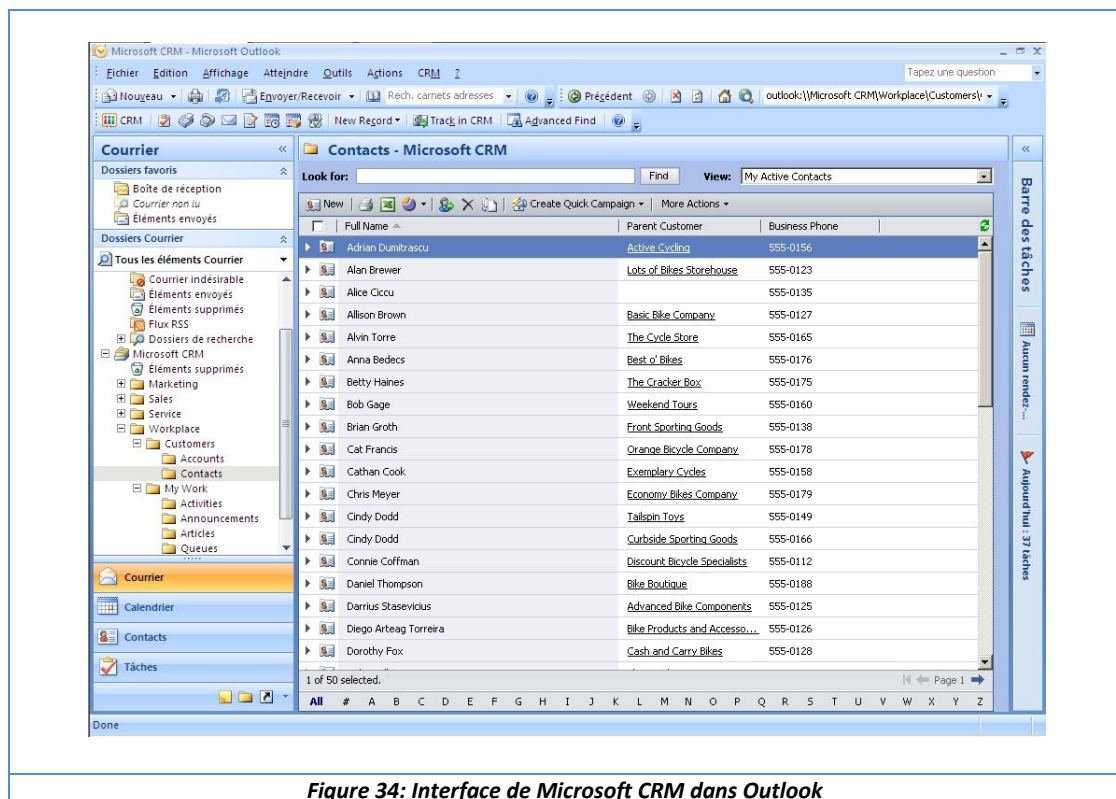 Microsoft CRM - Microsoft Outlook
Fichier Edition Affichage Atteindre Outils Actions CRM ? Tapez une question
Nouveau Envoyer/Recevoir Rech. carnets adresses Précédent outlook:\\Microsoft CRM\Workplace\Customers\
CRM New Record Track in CRM Advanced Find
Courrier «
Dossiers favoris
Boîte de réception
Courrier non lu
Éléments envoyés
Dossiers Courrier
Tous les éléments Courrier
Courrier indésirable
Éléments envoyés
Éléments supprimés
Flux RSS
Dossiers de recherche
Microsoft CRM
Éléments supprimés
Marketing
Sales
Service
Workplace
Customers
Accounts
Contacts
My Work
Activities
Announcements
Articles
Queues
Courrier
Calendrier
Contacts
Tâches
Contacts - Microsoft CRM
Look for: Find View: My Active Contacts
New Create Quick Campaign More Actions
Full Name Parent Customer Business Phone
Adrian Dumitrascu Active Cycling 555-0156
Alan Brewer Lots of Bikes Storehouse 555-0123
Alice Ciccu 555-0135
Allison Brown Basic Bike Company 555-0127
Alvin Torre The Cycle Store 555-0165
Anna Bedecs Best o' Bikes 555-0176
Betty Haines The Cracker Box 555-0175
Bob Gage Weekend Tours 555-0160
Brian Groth Front Sporting Goods 555-0138
Cat Francis Orange Bicycle Company 555-0178
Cathan Cook Exemplary Cycles 555-0158
Chris Meyer Economy Bikes Company 555-0179
Cindy Dodd Tailspin Toys 555-0149
Cindy Dodd Curbside Sporting Goods 555-0166
Connie Coffman Discount Bicycle Specialists 555-0112
Daniel Thompson Bike Boutique 555-0188
Darrius Stasevicius Advanced Bike Components 555-0125
Diego Arteag Torreira Bike Products and Accesso... 555-0126
Dorothy Fox Cash and Carry Bikes 555-0128
1 of 50 selected. Page 1
All # A B C D E F G H I J K L M N O P Q R S T U V W X Y Z
«
Barre des tâches
Aucun rendez-...
Aujourd'hui : 37 tâches
Done
Figure 34: Interface de Microsoft CRM dans Outlook